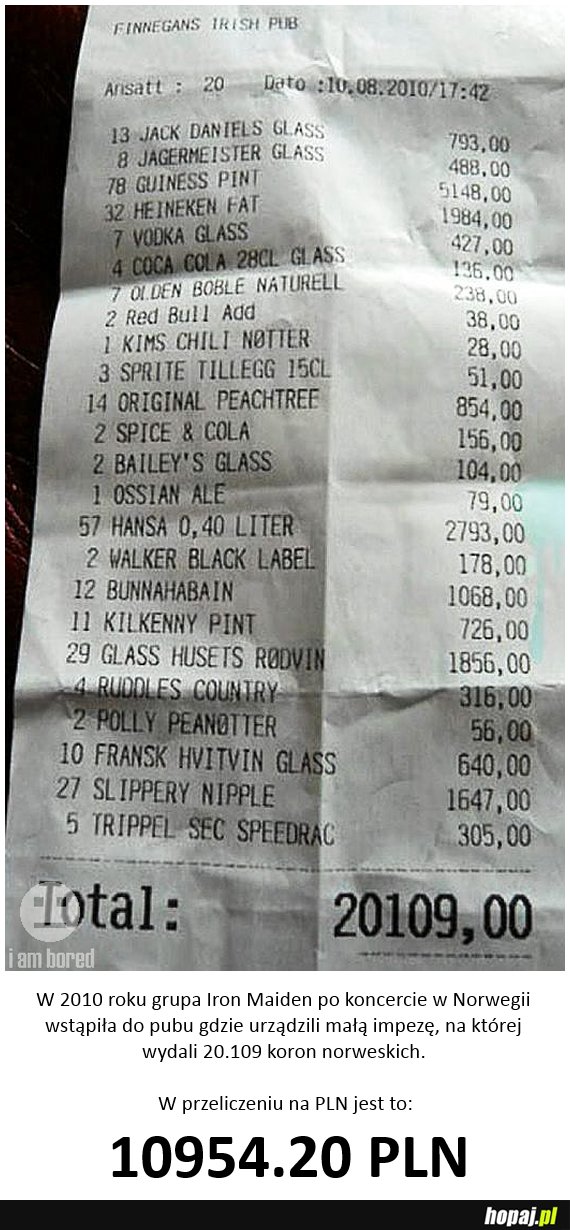 FINNEGANS IRISH PUB
Ansatt : 20 Dato :10.08.2010/17:42
13 JACK DANIELS GLASS 793,00
8 JAGERMEISTER GLASS 488,00
78 GUINESS PINT 5148,00
32 HEINEKEN FAT 1984,00
7 VODKA GLASS 427,00
4 COCA COLA 28CL GLASS 136,00
7 OLDEN BOBLE NATURELL 238,00
2 Red Bull Add 38,00
1 KIMS CHILI NØTTER 28,00
3 SPRITE TILLEGG 15CL 51,00
14 ORIGINAL PEACHTREE 854,00
2 SPICE & COLA 156,00
2 BAILEY'S GLASS 104,00
1 OSSIAN ALE 79,00
57 HANSA 0,40 LITER 2793,00
2 WALKER BLACK LABEL 178,00
12 BUNNAHABAIN 1068,00
11 KILKENNY PINT 726,00
29 GLASS HUSETS RØDVIN 1856,00
4 RUDDLES COUNTRY 316,00
2 POLLY PEANØTTER 56,00
10 FRANSK HVITVIN GLASS 640,00
27 SLIPPERY NIPPLE 1647,00
5 TRIPPEL SEC SPEEDRAC 305,00
Total: 20109,00
i am bored
W 2010 roku grupa Iron Maiden po koncercie w Norwegii
wstąpiła do pubu gdzie urządzili małą impezę, na której
wydali 20.109 koron norweskich.
W przeliczeniu na PLN jest to:
10954.20 PLN
hopaj.pl